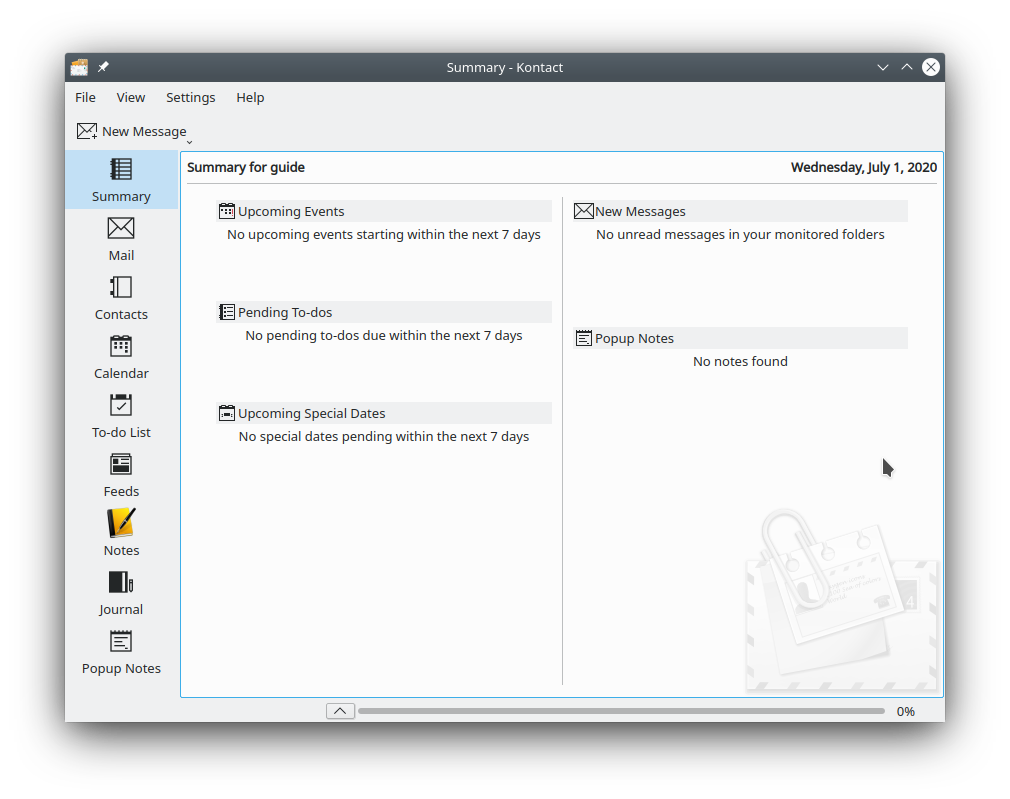 Summary - Kontact
File View Settings Help
New Message
Summary
Mail
Contacts
Calendar
To-do List
Feeds
Notes
Journal
Popup Notes
Summary for guide Wednesday, July 1, 2020
Upcoming Events
No upcoming events starting within the next 7 days
Pending To-dos
No pending to-dos due within the next 7 days
Upcoming Special Dates
No special dates pending within the next 7 days
New Messages
No unread messages in your monitored folders
Popup Notes
No notes found
4
0%